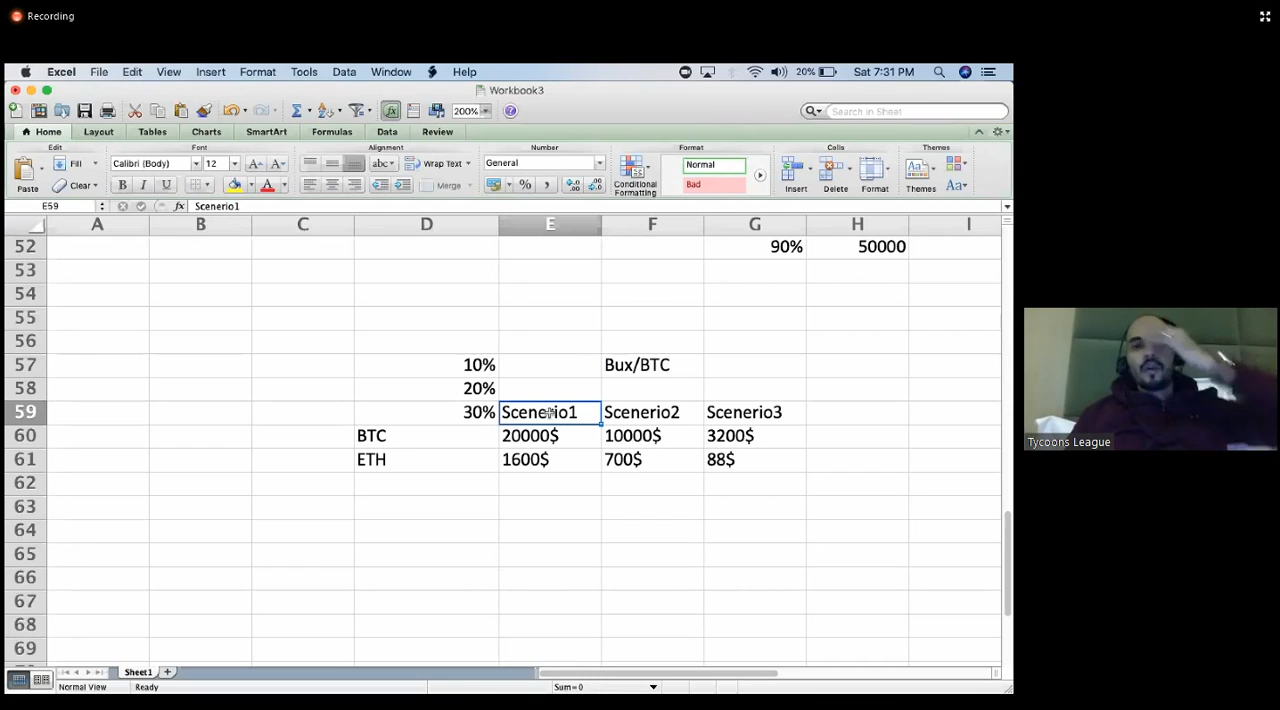 Recording
Excel File Edit View Insert Format Tools Data Window Help 20% Sat 7:31 PM
Workbook3
200% Search in Sheet
Home Layout Tables Charts SmartArt Formulas Data Review
Edit Font Alignment Number Format Cells Themes
Fill Calibri (Body) 12 abc Wrap Text General Normal
Paste Clear B I U Merge % Bad Conditional Formatting Insert Delete Format Themes Aa
E59 fx Scenerio1
A B C D E F G H I
52 90% 50000
53
54
55
56
57 10% Bux/BTC
58 20%
59 30% Scenerio1 Scenerio2 Scenerio3
60 BTC 20000$ 10000$ 3200$
61 ETH 1600$ 700$ 88$
62
63
64
65
66
67
68
69
Sheet1
Normal View Ready Sum=0
Tycoons League